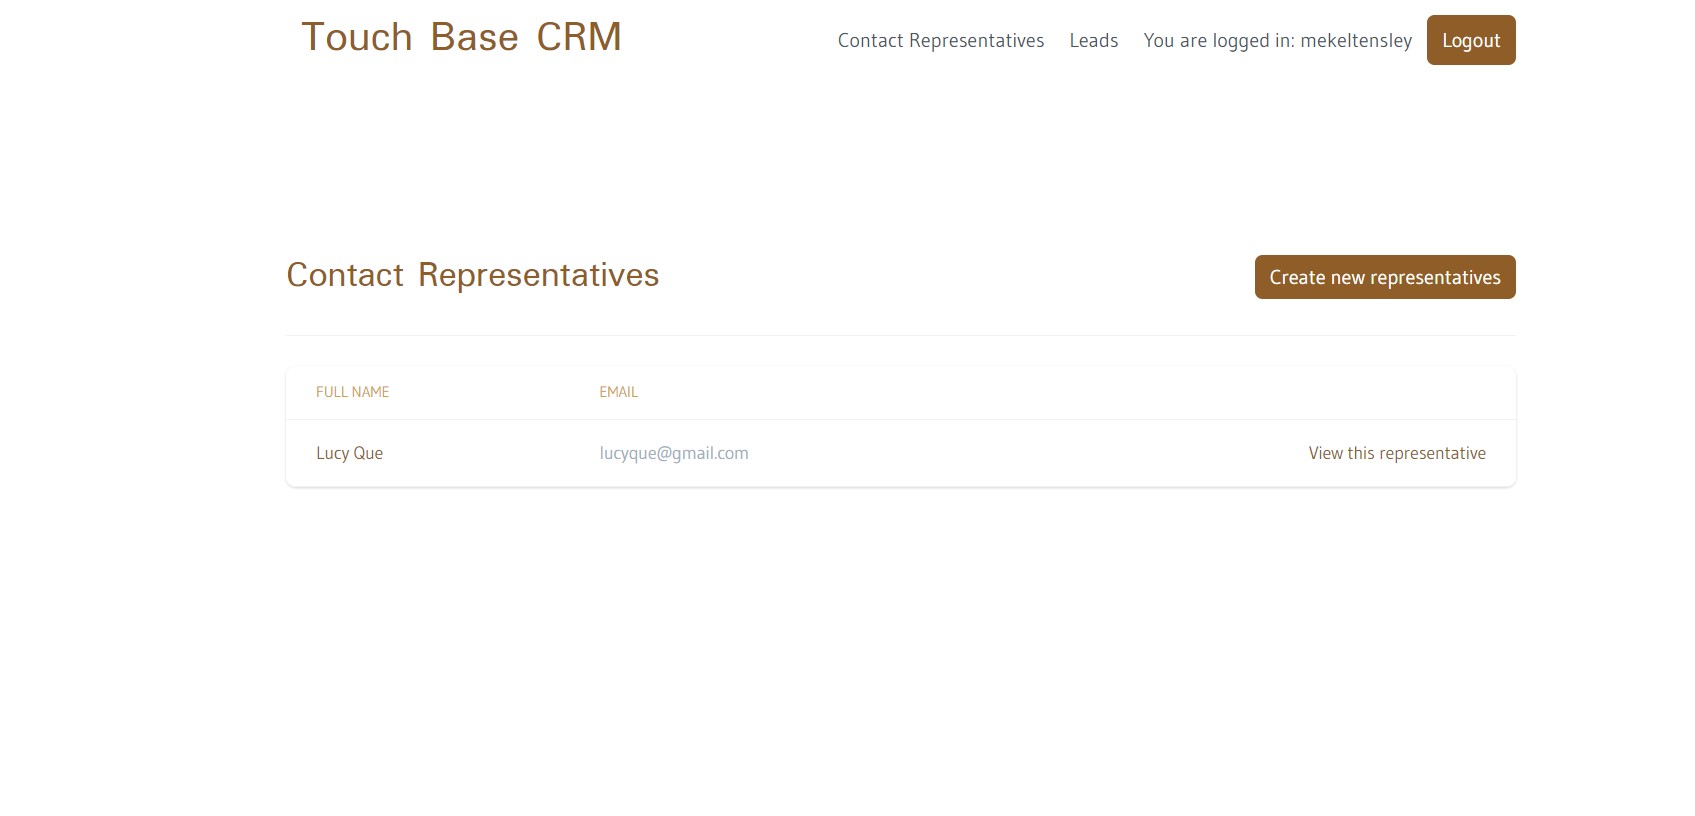 Touch Base CRM
Contact Representatives Leads You are logged in: mekeltensley Logout
Contact Representatives
Create new representatives
FULL NAME EMAIL
Lucy Que lucyque@gmail.com View this representative